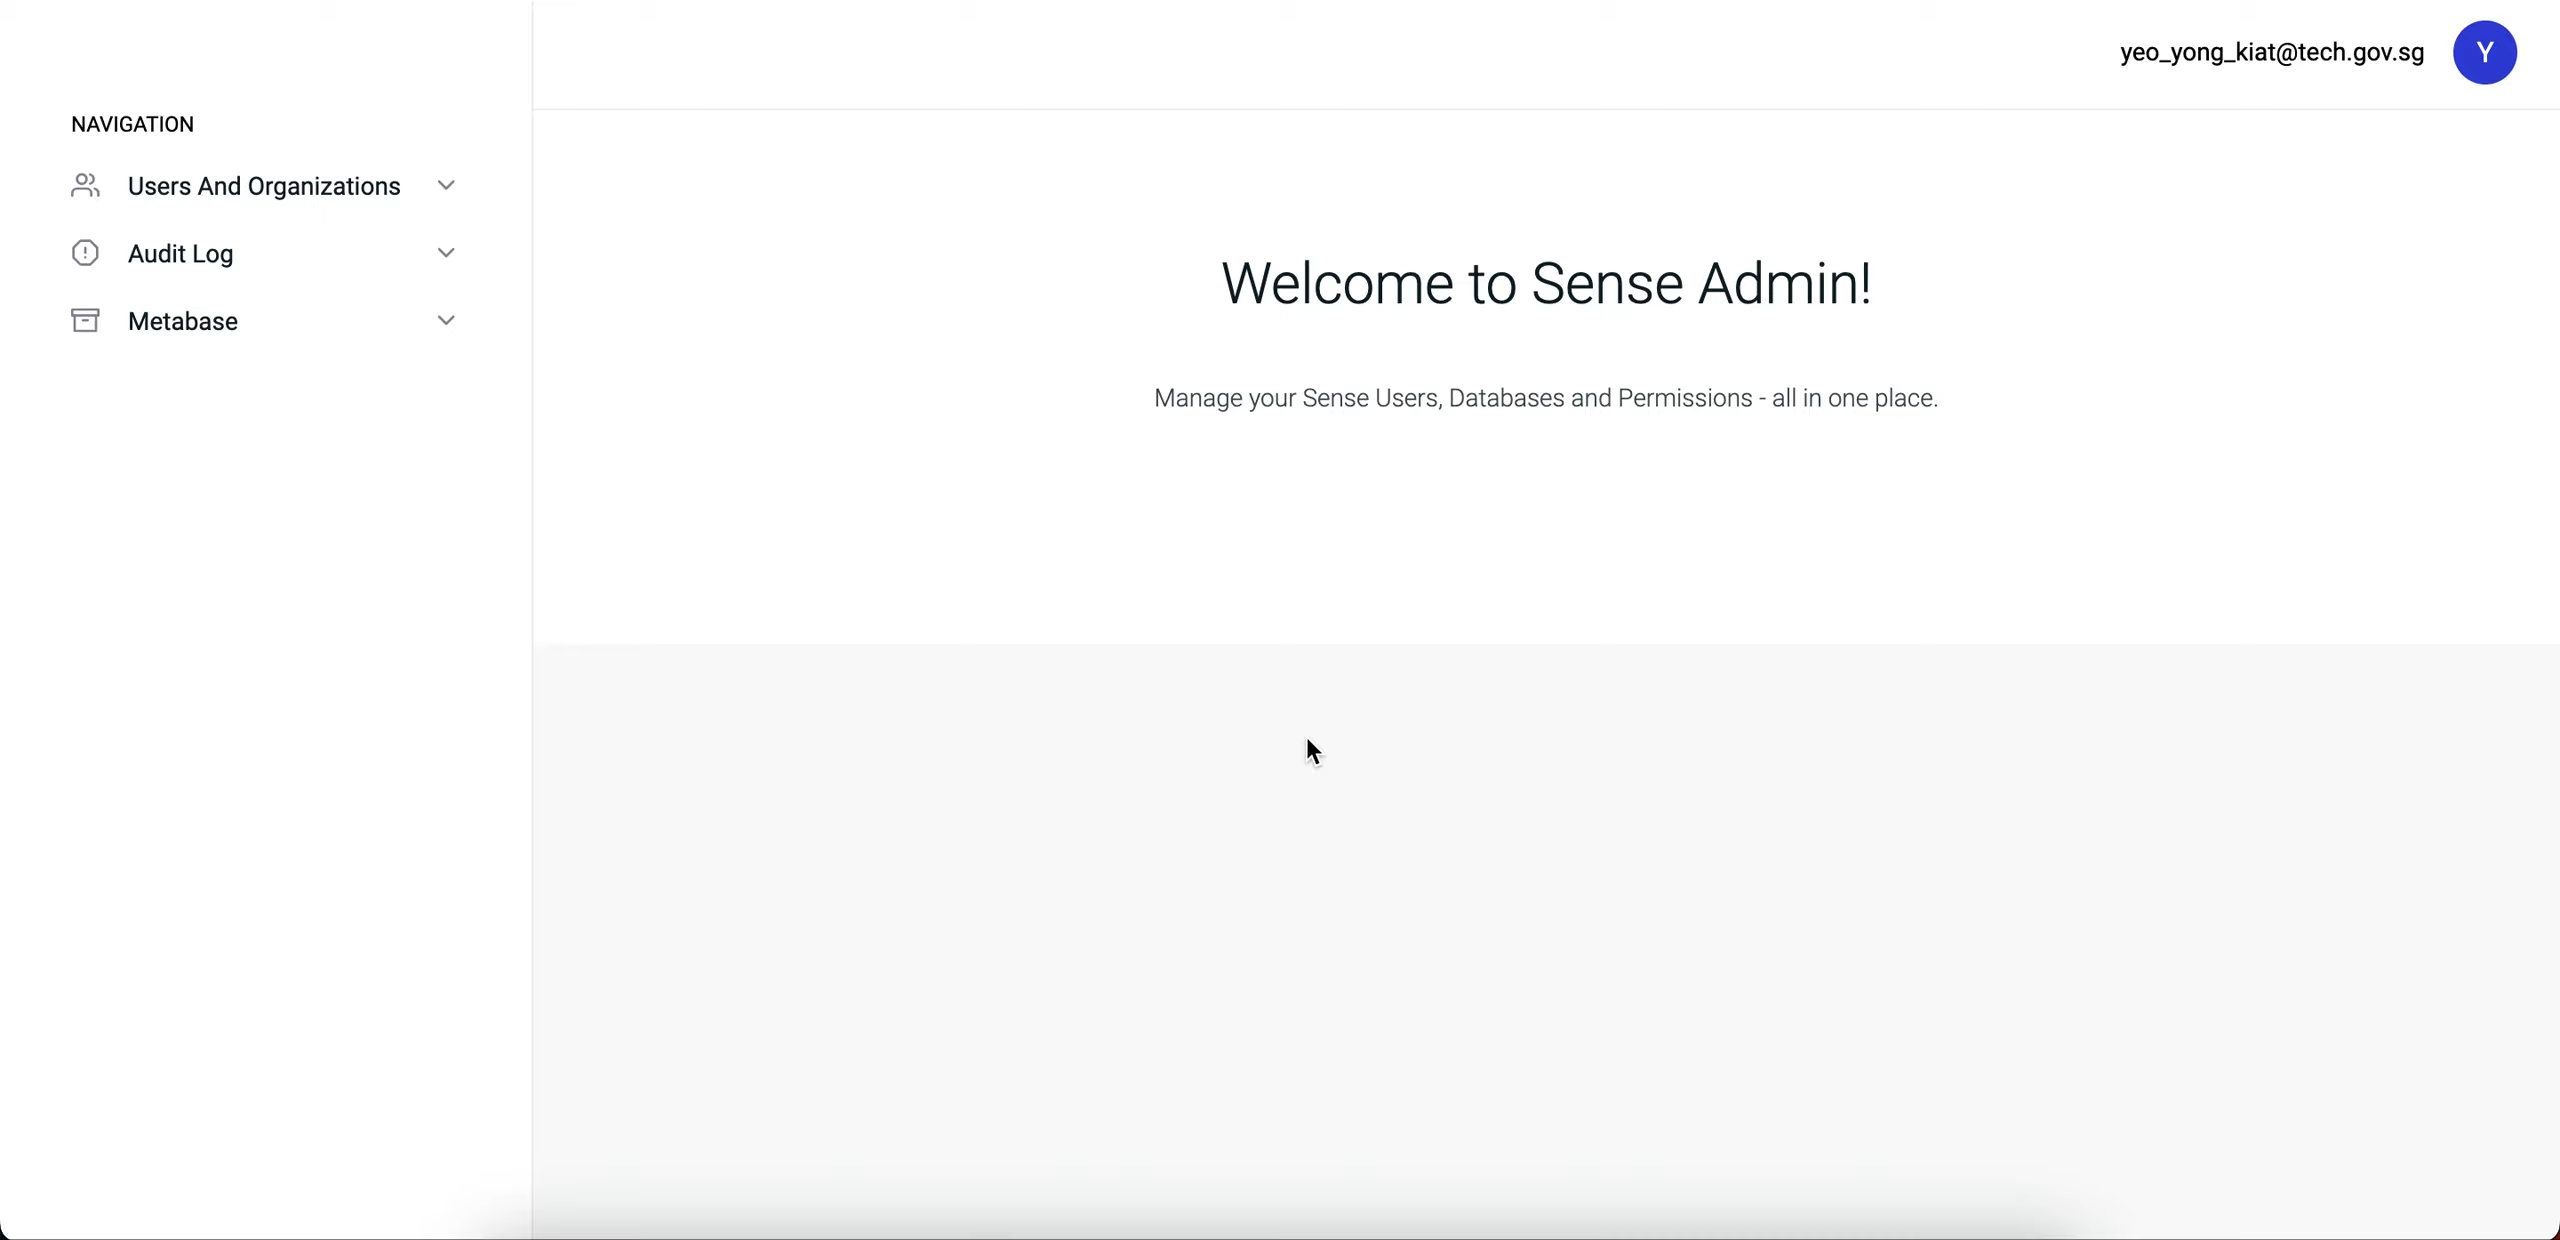 yeo_yong_kiat@tech.gov.sg
Y
NAVIGATION
Users And Organizations
Audit Log
Metabase
Welcome to Sense Admin!
Manage your Sense Users, Databases and Permissions - all in one place.